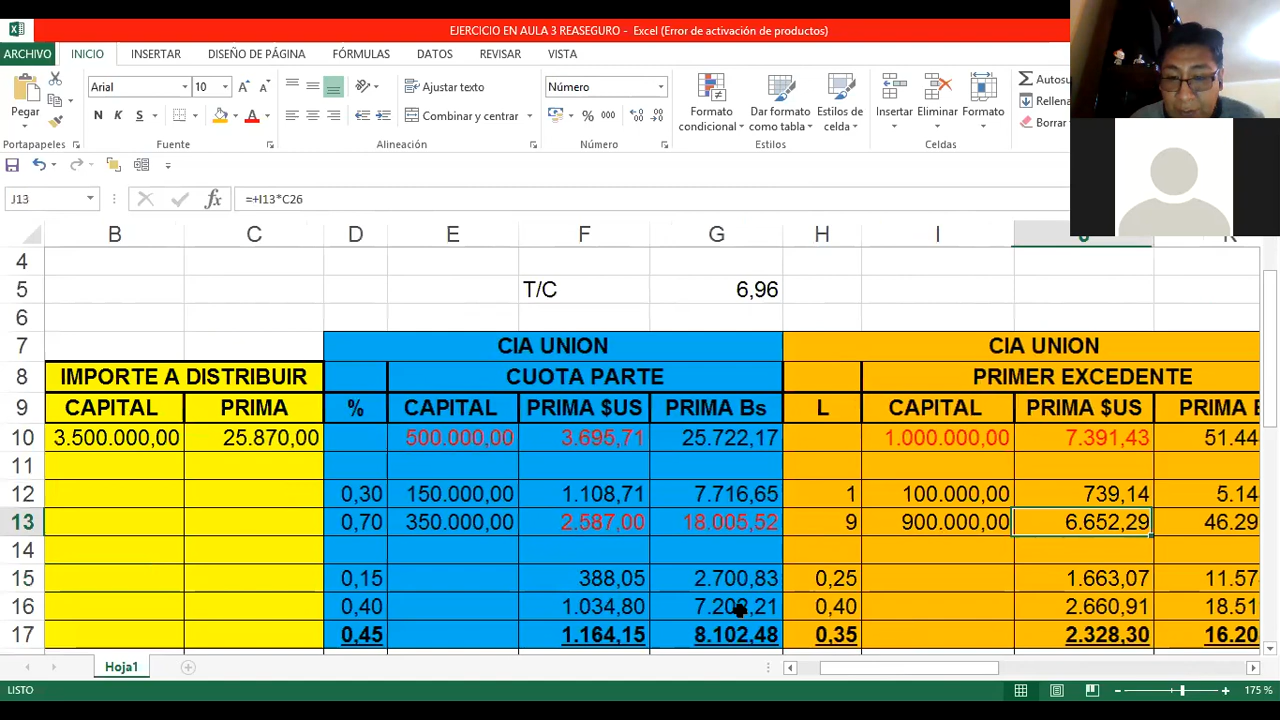 EJERCICIO EN AULA 3 REASEGURO - Excel (Error de activación de productos)
ARCHIVO INICIO INSERTAR DISEÑO DE PÁGINA FÓRMULAS DATOS REVISAR VISTA
Pegar
Arial 10
N K S
Ajustar texto
Combinar y centrar
Número
% 000
Formato condicional
Dar formato como tabla
Estilos de celda
Insertar Eliminar Formato
Autosu
Rellena
Borrar
Portapapeles Fuente Alineación Número Estilos Celdas
J13 fx =+I13*C26
B C D E F G H I J K
4
5 T/C 6,96
6
7 CIA UNION CIA UNION
8 IMPORTE A DISTRIBUIR CUOTA PARTE PRIMER EXCEDENTE
9 CAPITAL PRIMA % CAPITAL PRIMA $US PRIMA Bs L CAPITAL PRIMA $US PRIMA
10 3.500.000,00 25.870,00 500.000,00 3.695,71 25.722,17 1.000.000,00 7.391,43 51.44
11
12 0,30 150.000,00 1.108,71 7.716,65 1 100.000,00 739,14 5.14
13 0,70 350.000,00 2.587,00 18.005,52 9 900.000,00 6.652,29 46.29
14
15 0,15 388,05 2.700,83 0,25 1.663,07 11.57
16 0,40 1.034,80 7.202,21 0,40 2.660,91 18.51
17 0,45 1.164,15 8.102,48 0,35 2.328,30 16.20
Hoja1
LISTO 175 %